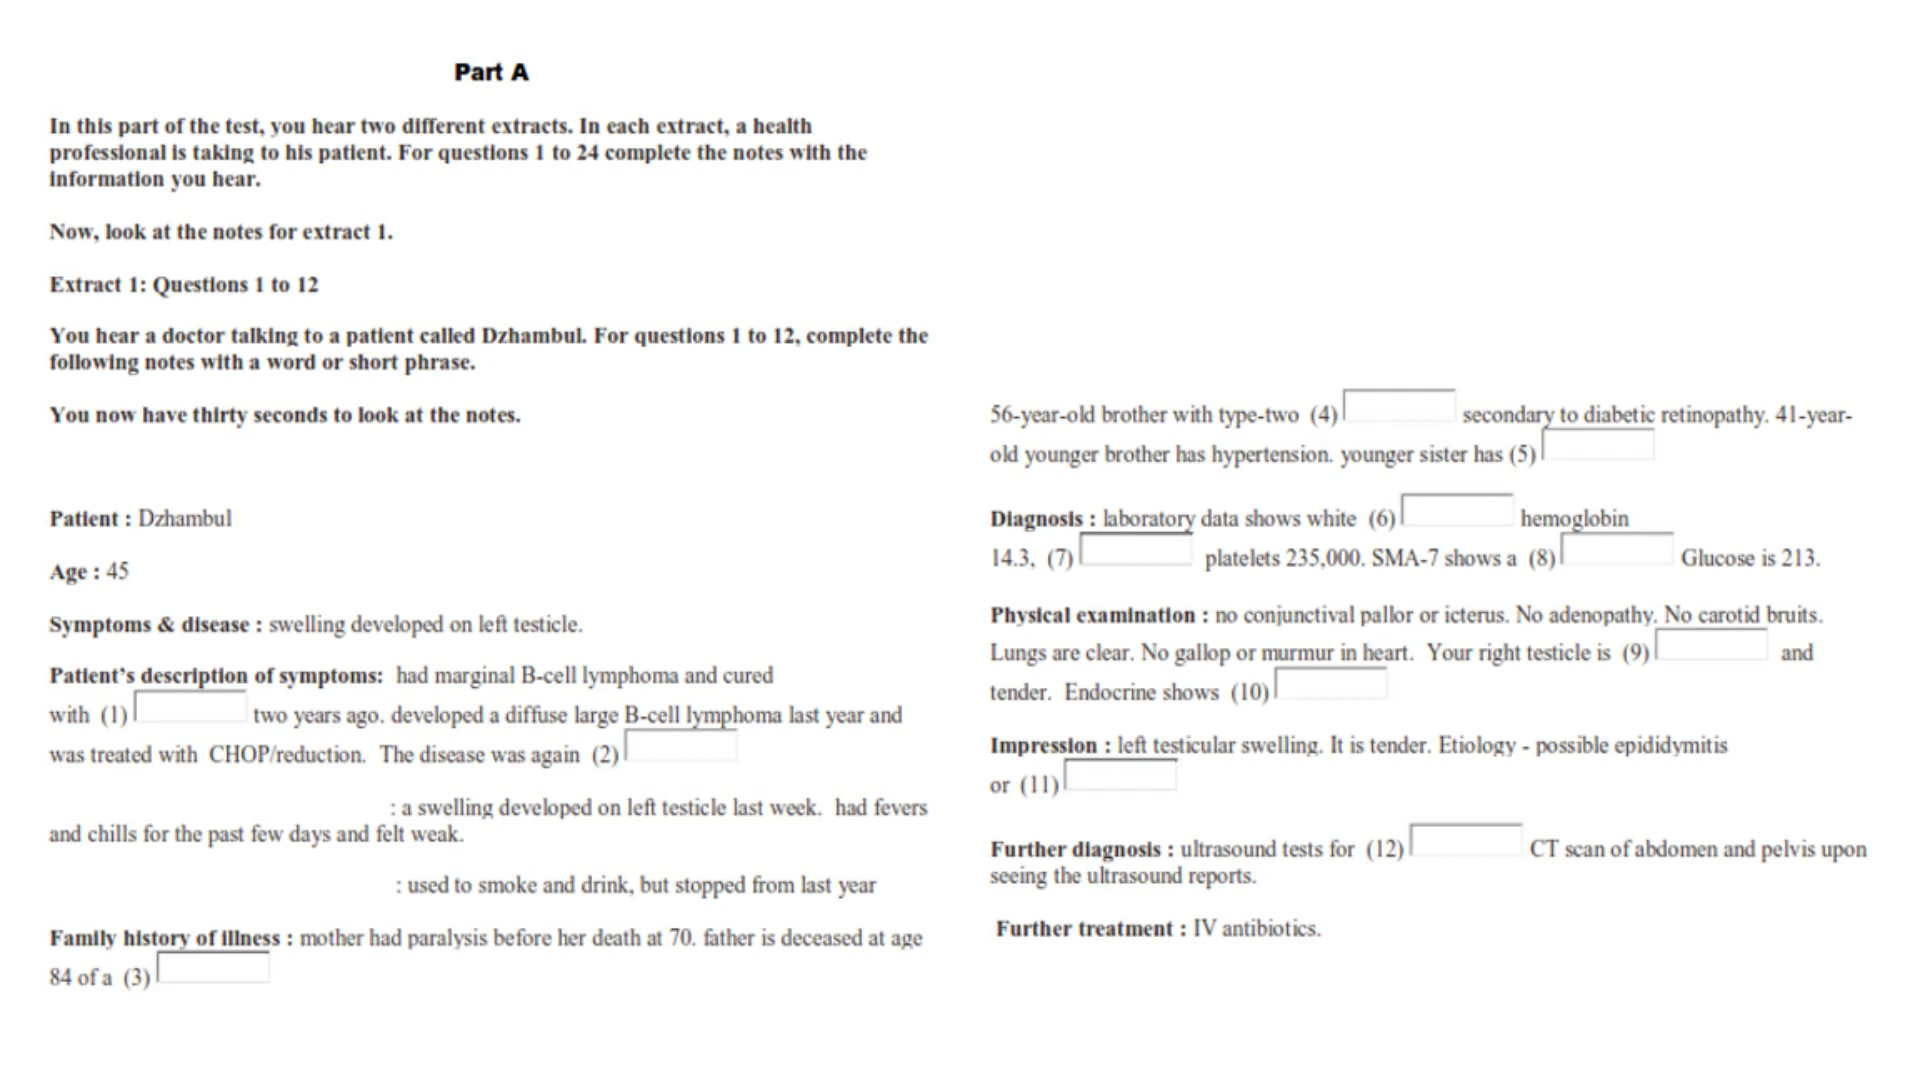 Part A
In this part of the test, you hear two different extracts. In each extract, a health
professional is taking to his patient. For questions 1 to 24 complete the notes with the
information you hear.
Now, look at the notes for extract 1.
Extract 1: Questions 1 to 12
You hear a doctor talking to a patient called Dzhambul. For questions 1 to 12, complete the
following notes with a word or short phrase.
You now have thirty seconds to look at the notes.
Patient : Dzhambul
Age : 45
Symptoms & disease : swelling developed on left testicle.
Patient's description of symptoms: had marginal B-cell lymphoma and cured
with (1) two years ago. developed a diffuse large B-cell lymphoma last year and
was treated with CHOP/reduction. The disease was again (2)
: a swelling developed on left testicle last week. had fevers
and chills for the past few days and felt weak.
: used to smoke and drink, but stopped from last year
Family history of illness : mother had paralysis before her death at 70. father is deceased at age
84 of a (3)
56-year-old brother with type-two (4) secondary to diabetic retinopathy. 41-year-
old younger brother has hypertension. younger sister has (5)
Diagnosis : laboratory data shows white (6) hemoglobin
14.3, (7) platelets 235,000. SMA-7 shows a (8) Glucose is 213.
Physical examination : no conjunctival pallor or icterus. No adenopathy. No carotid bruits.
Lungs are clear. No gallop or murmur in heart. Your right testicle is (9) and
tender. Endocrine shows (10)
Impression : left testicular swelling. It is tender. Etiology - possible epididymitis
or (11)
Further diagnosis : ultrasound tests for (12) CT scan of abdomen and pelvis upon
seeing the ultrasound reports.
Further treatment : IV antibiotics.